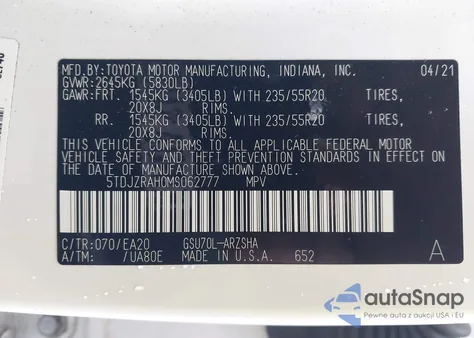 MFD.BY:TOYOTA MOTOR MANUFACTURING, INDIANA, INC. 04/21
GVWR:2645KG (5830LB)
GAWR:FRT. 1545KG (3405LB) WITH 235/55R20 TIRES,
20X8J RIMS.
RR. 1545KG (3405LB) WITH 235/55R20 TIRES,
20X8J RIMS.
THIS VEHICLE CONFORMS TO ALL APPLICABLE FEDERAL MOTOR
VEHICLE SAFETY AND THEFT PREVENTION STANDARDS IN EFFECT
ON THE DATE OF MANUFACTURE SHOWN ABOVE.
5TDJZRAH0MS062777 MPV
C/TR:070/EA20 GSU70L-ARZSHA
A/TM: /UA80E MADE IN U.S.A. 652 A
autoSnap
Pewne auta z USA i EU